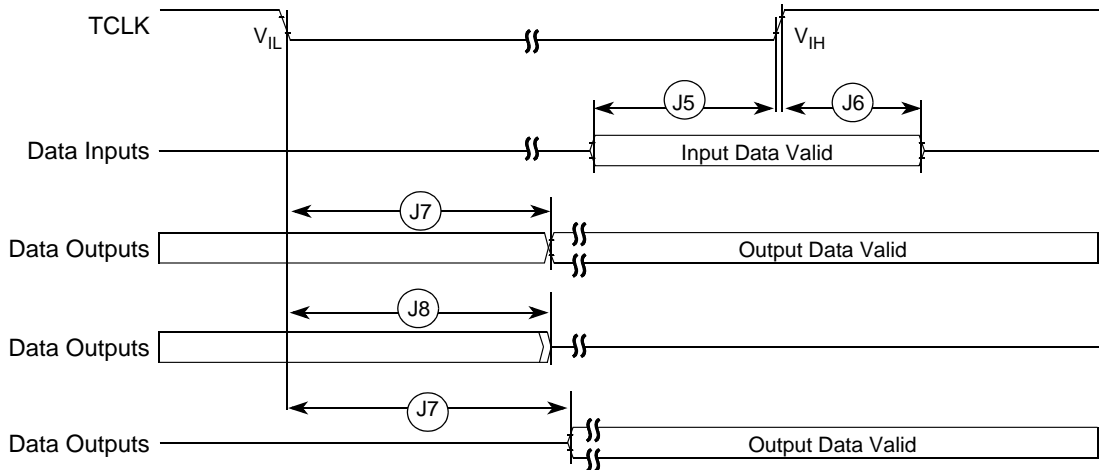 TCLK
VIL
VIH
J5
J6
Data Inputs
Input Data Valid
J7
Data Outputs
Output Data Valid
J8
Data Outputs
J7
Data Outputs
Output Data Valid